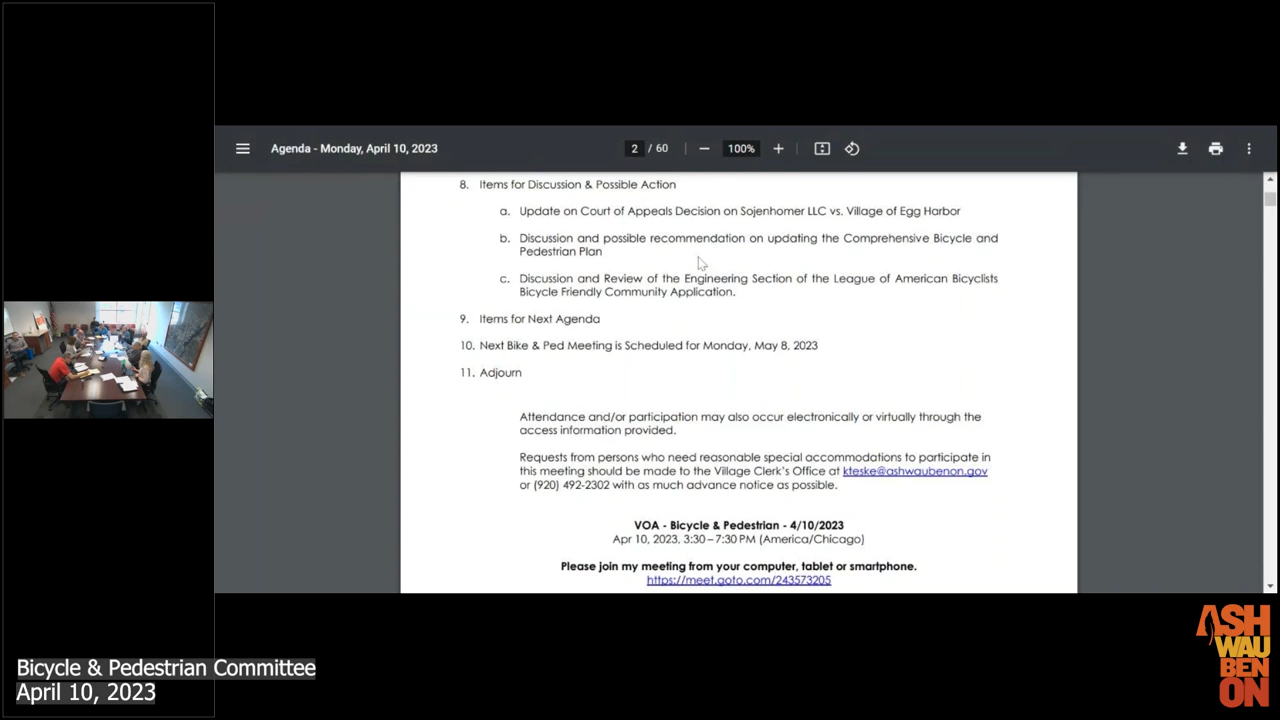 Agenda - Monday, April 10, 2023
2 / 60
100%
8. Items for Discussion & Possible Action
a. Update on Court of Appeals Decision on Sojenhomer LLC vs. Village of Egg Harbor
b. Discussion and possible recommendation on updating the Comprehensive Bicycle and
Pedestrian Plan
c. Discussion and Review of the Engineering Section of the League of American Bicyclists
Bicycle Friendly Community Application.
9. Items for Next Agenda
10. Next Bike & Ped Meeting is Scheduled for Monday, May 8, 2023
11. Adjourn
Attendance and/or participation may also occur electronically or virtually through the
access information provided.
Requests from persons who need reasonable special accommodations to participate in
this meeting should be made to the Village Clerk's Office at kteske@ashwaubenon.gov
or (920) 492-2302 with as much advance notice as possible.
VOA - Bicycle & Pedestrian - 4/10/2023
Apr 10, 2023, 3:30 – 7:30 PM (America/Chicago)
Please join my meeting from your computer, tablet or smartphone.
https://meet.goto.com/243573205
Bicycle & Pedestrian Committee
April 10, 2023
ASH
WAU
BEN
ON